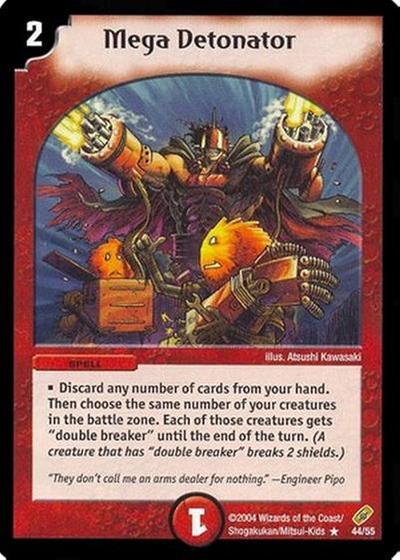 2
Mega Detonator
illus. Atsushi Kawasaki
SPELL
▪ Discard any number of cards from your hand.
Then choose the same number of your creatures
in the battle zone. Each of those creatures gets
"double breaker" until the end of the turn. (A
creature that has "double breaker" breaks 2 shields.)
"They don't call me an arms dealer for nothing." —Engineer Pipo
1
©2004 Wizards of the Coast/
Shogakukan/Mitsui-Kids ★ 44/55